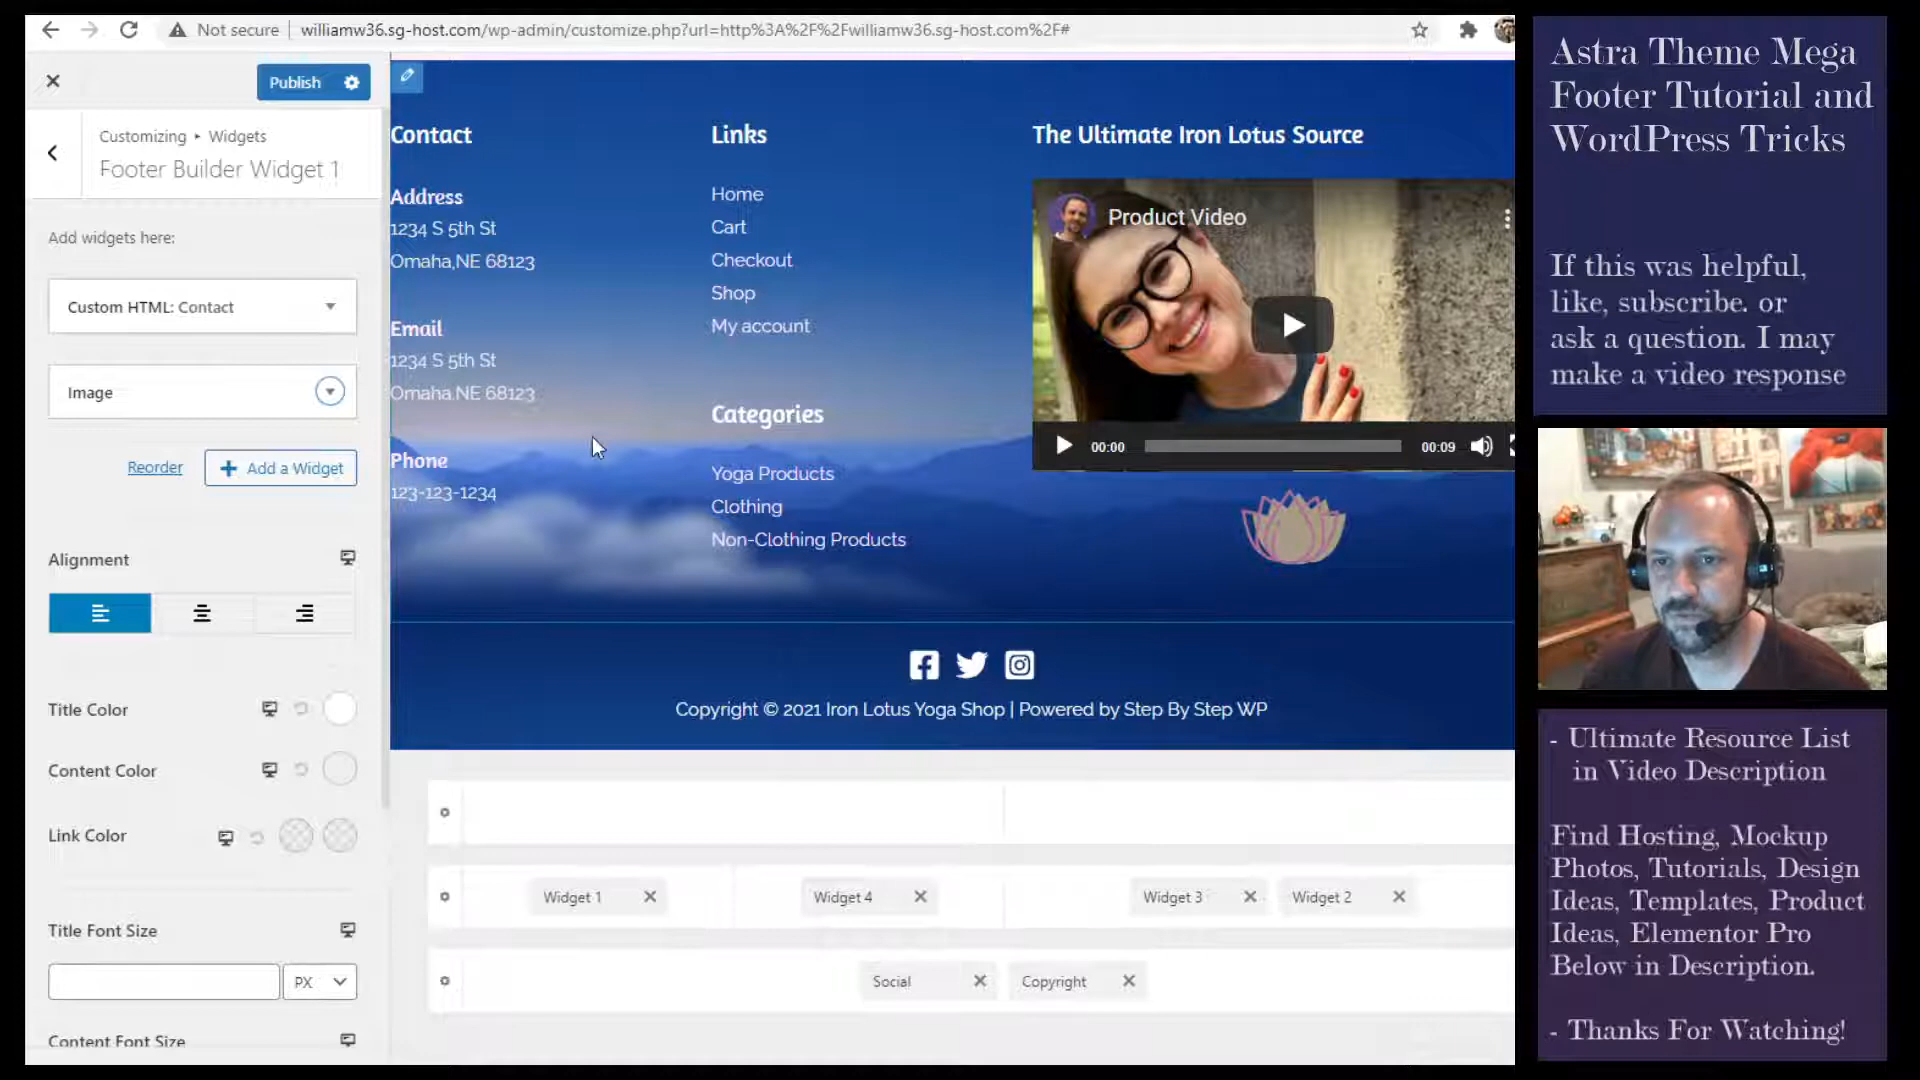 Not secure
williamw36.sg-host.com/wp-admin/customize.php?url=http%3A%2F%2Fwilliamw36.sg-host.com%2F#
Publish
Customizing ▸ Widgets
Footer Builder Widget 1
Add widgets here:
Custom HTML: Contact
Image
Reorder
Add a Widget
Alignment
Title Color
Content Color
Link Color
Title Font Size
PX
Content Font Size
Contact
Address
1234 S 5th St
Omaha,NE 68123
Email
1234 S 5th St
Omaha,NE 68123
Phone
123-123-1234
Links
Home
Cart
Checkout
Shop
My account
Categories
Yoga Products
Clothing
Non-Clothing Products
The Ultimate Iron Lotus Source
Product Video
00:00
00:09
Copyright © 2021 Iron Lotus Yoga Shop | Powered by Step By Step WP
Widget 1
Widget 4
Widget 3
Widget 2
Social
Copyright
Astra Theme Mega
Footer Tutorial and
WordPress Tricks
If this was helpful,
like, subscribe. or
ask a question. I may
make a video response
- Ultimate Resource List
in Video Description
Find Hosting, Mockup
Photos, Tutorials, Design
Ideas, Templates, Product
Ideas, Elementor Pro
Below in Description.
- Thanks For Watching!